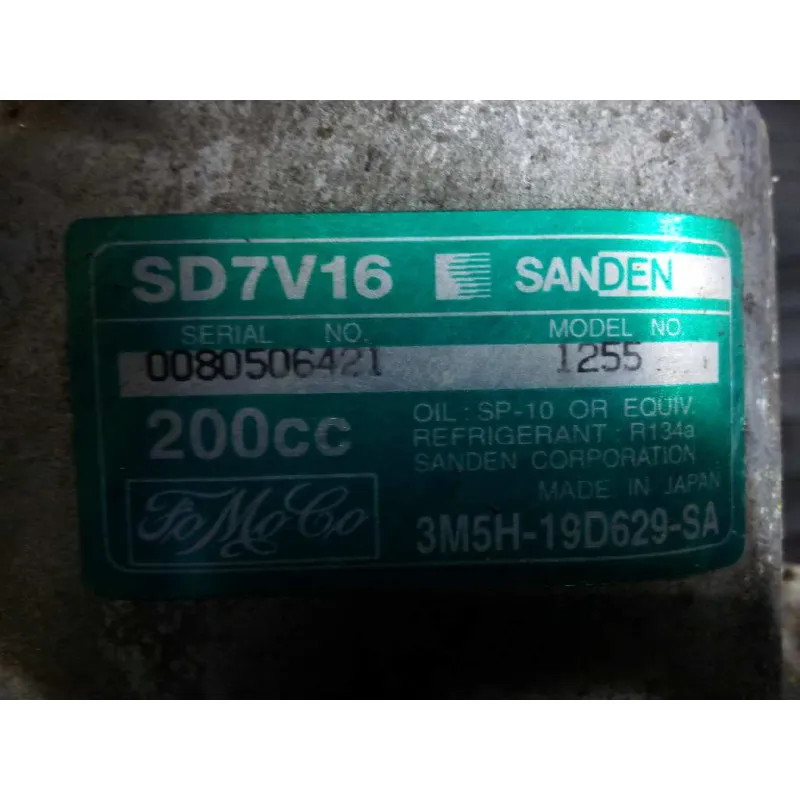 SD7V16 SANDEN
SERIAL NO. MODEL NO.
0080506421 1255
200cc
OIL : SP-10 OR EQUIV.
REFRIGERANT : R134a
SANDEN CORPORATION
MADE IN JAPAN
FoMoCo
3M5H-19D629-SA